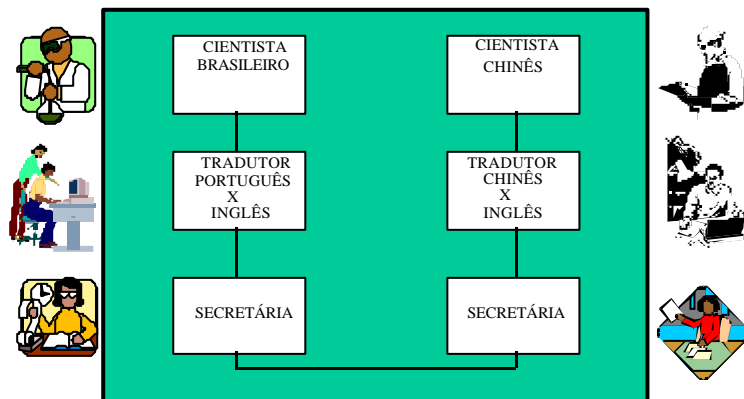 CIENTISTA
BRASILEIRO
CIENTISTA
CHINÊS
TRADUTOR
PORTUGUÊS
X
INGLÊS
TRADUTOR
CHINÊS
X
INGLÊS
SECRETÁRIA
SECRETÁRIA